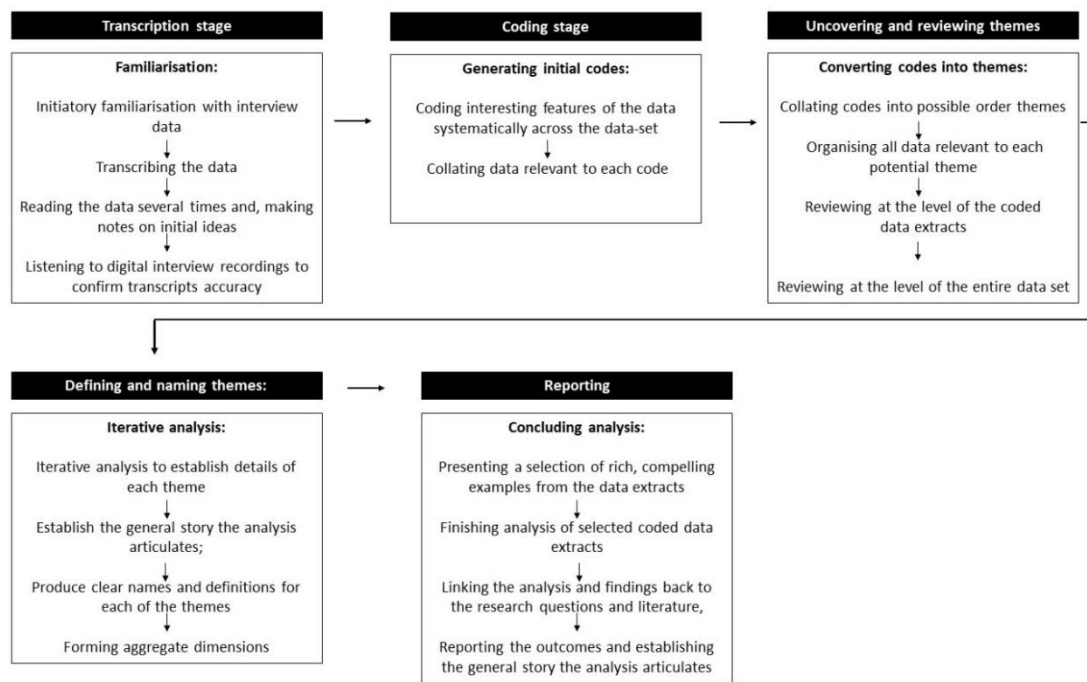 Transcription stage
Familiarisation:
Initiatory familiarisation with interview
data
Transcribing the data
Reading the data several times and, making
notes on initial ideas
Listening to digital interview recordings to
confirm transcripts accuracy
Coding stage
Generating initial codes:
Coding interesting features of the data
systematically across the data-set
Collating data relevant to each code
Uncovering and reviewing themes
Converting codes into themes:
Collating codes into possible order themes
Organising all data relevant to each
potential theme
Reviewing at the level of the coded
data extracts
Reviewing at the level of the entire data set
Defining and naming themes:
Iterative analysis:
Iterative analysis to establish details of
each theme
Establish the general story the analysis
articulates;
Produce clear names and definitions for
each of the themes
Forming aggregate dimensions
Reporting
Concluding analysis:
Presenting a selection of rich, compelling
examples from the data extracts
Finishing analysis of selected coded data
extracts
Linking the analysis and findings back to
the research questions and literature,
Reporting the outcomes and establishing
the general story the analysis articulates